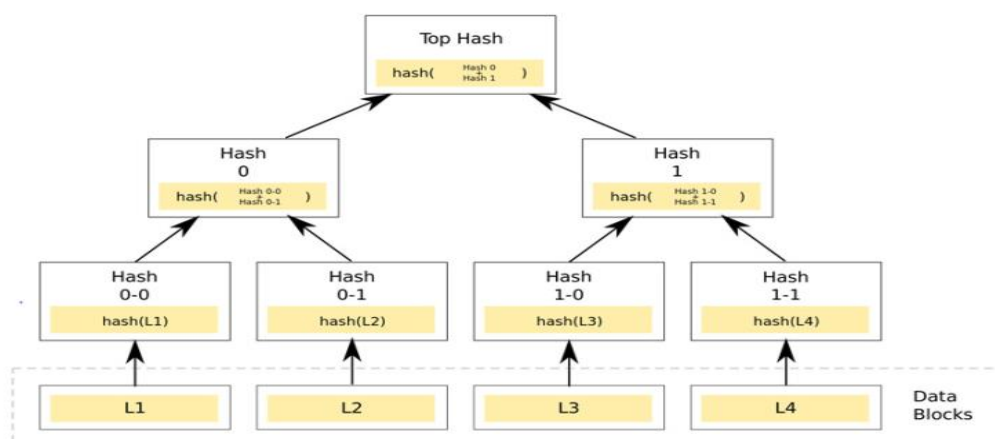 Top Hash
hash( Hash 0 + Hash 1 )
Hash
0
hash( Hash 0-0 + Hash 0-1 )
Hash
1
hash( Hash 1-0 + Hash 1-1 )
Hash
0-0
hash(L1)
Hash
0-1
hash(L2)
Hash
1-0
hash(L3)
Hash
1-1
hash(L4)
L1
L2
L3
L4
Data
Blocks